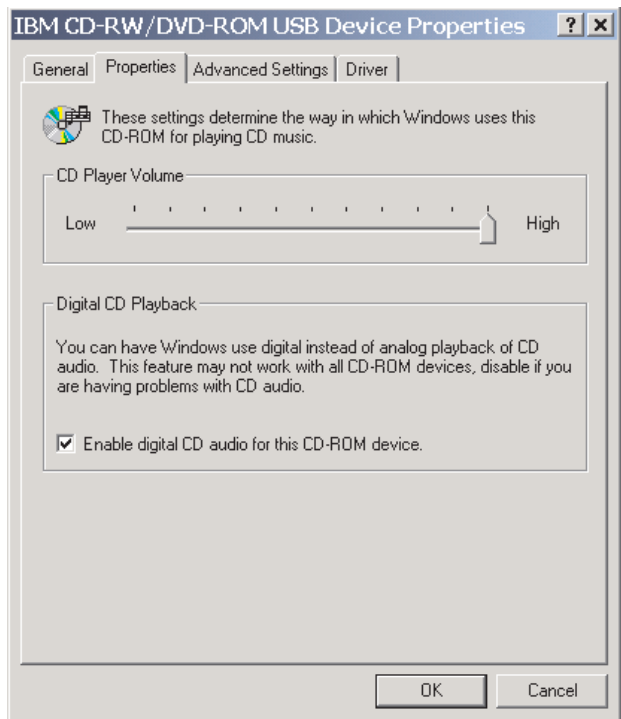 IBM CD-RW/DVD-ROM USB Device Properties
General Properties Advanced Settings Driver
These settings determine the way in which Windows uses this
CD-ROM for playing CD music.
CD Player Volume
Low High
Digital CD Playback
You can have Windows use digital instead of analog playback of CD
audio. This feature may not work with all CD-ROM devices, disable if you
are having problems with CD audio.
Enable digital CD audio for this CD-ROM device.
OK Cancel